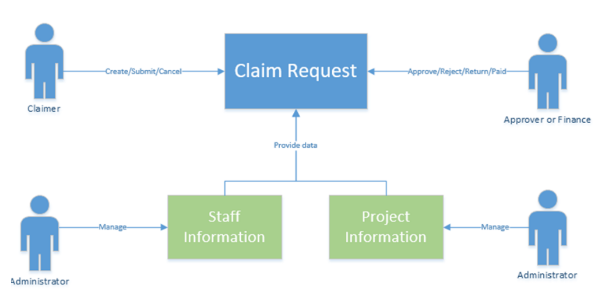 Claim Request
Create/Submit/Cancel
Approve/Reject/Return/Paid
Claimer
Approver or Finance
Provide data
Staff
Information
Project
Information
Manage
Manage
Administrator
Administrator